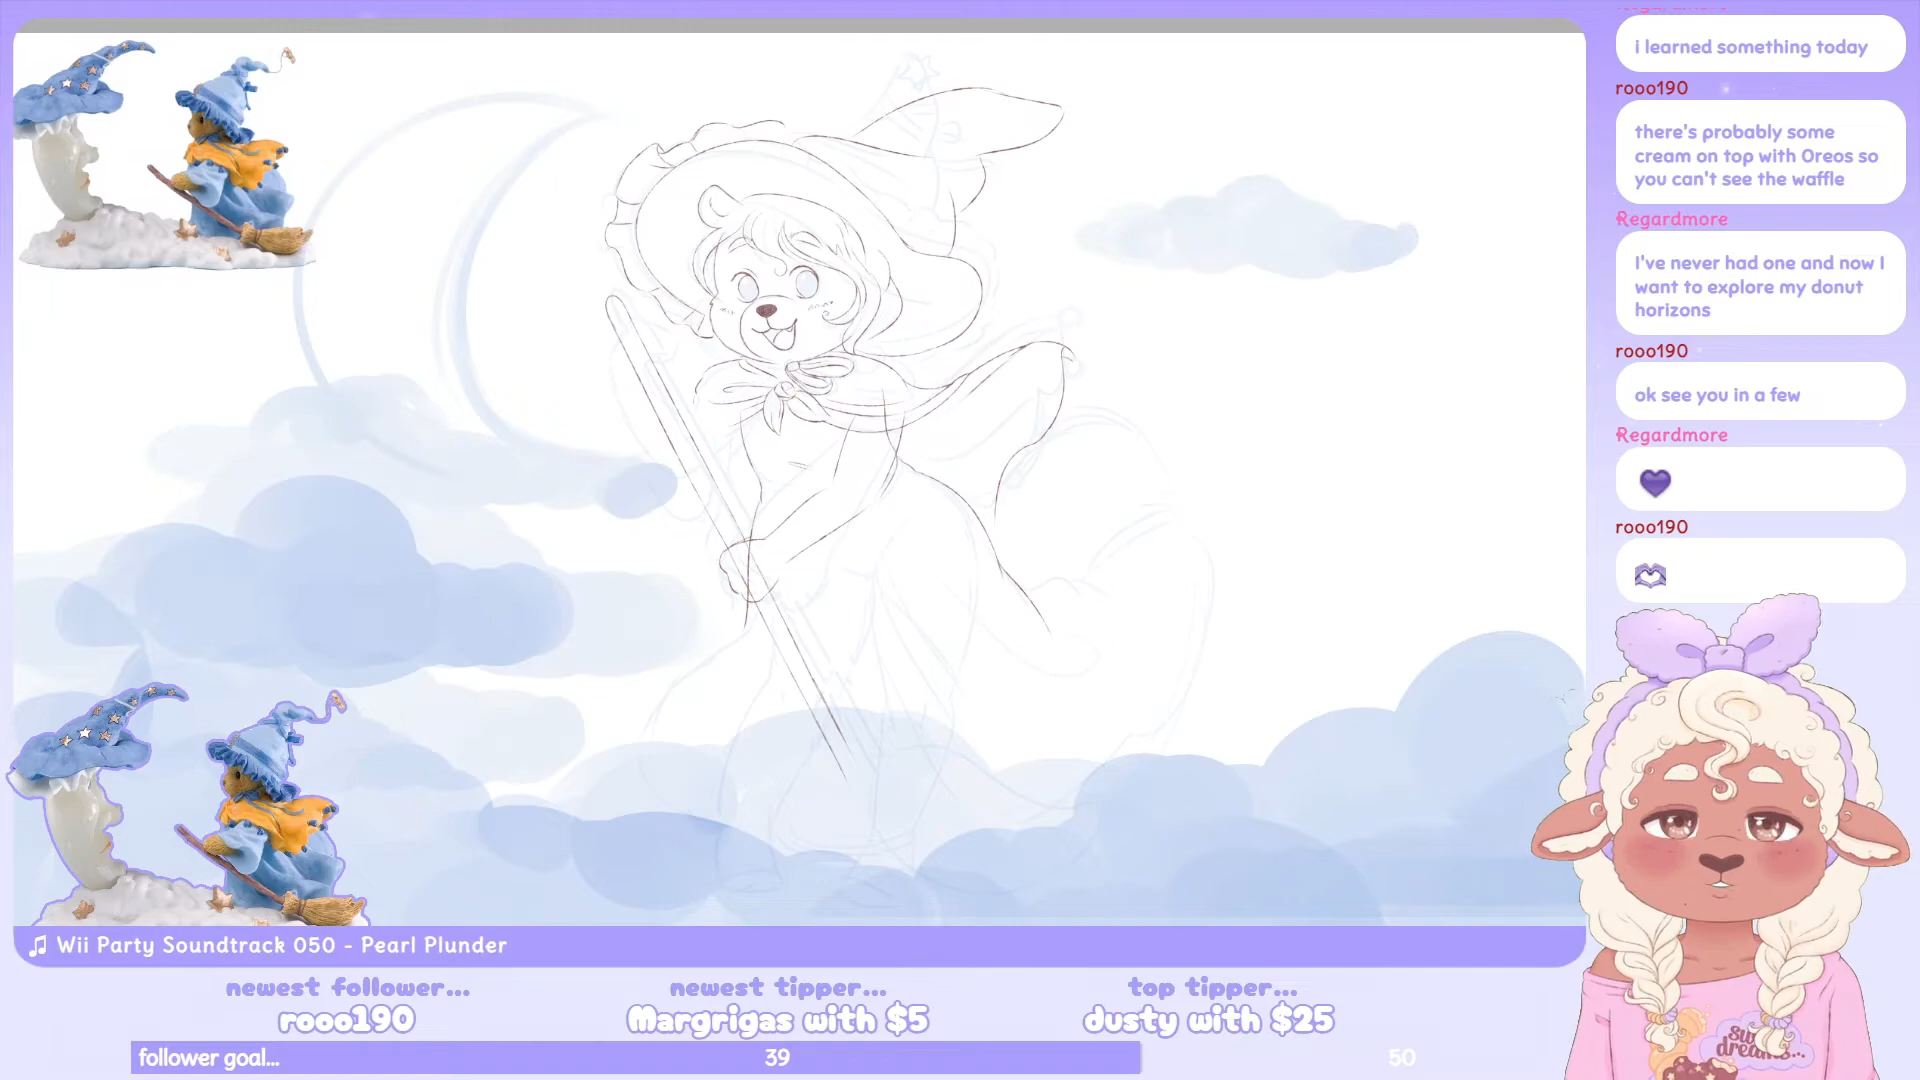 i learned something today
rooo190
there's probably some
cream on top with Oreos so
you can't see the waffle
Regardmore
I've never had one and now I
want to explore my donut
horizons
rooo190
ok see you in a few
Regardmore
rooo190
Wii Party Soundtrack 050 - Pearl Plunder
newest follower...
rooo190
newest tipper...
Margrigas with $5
top tipper...
dusty with $25
follower goal...
39
50